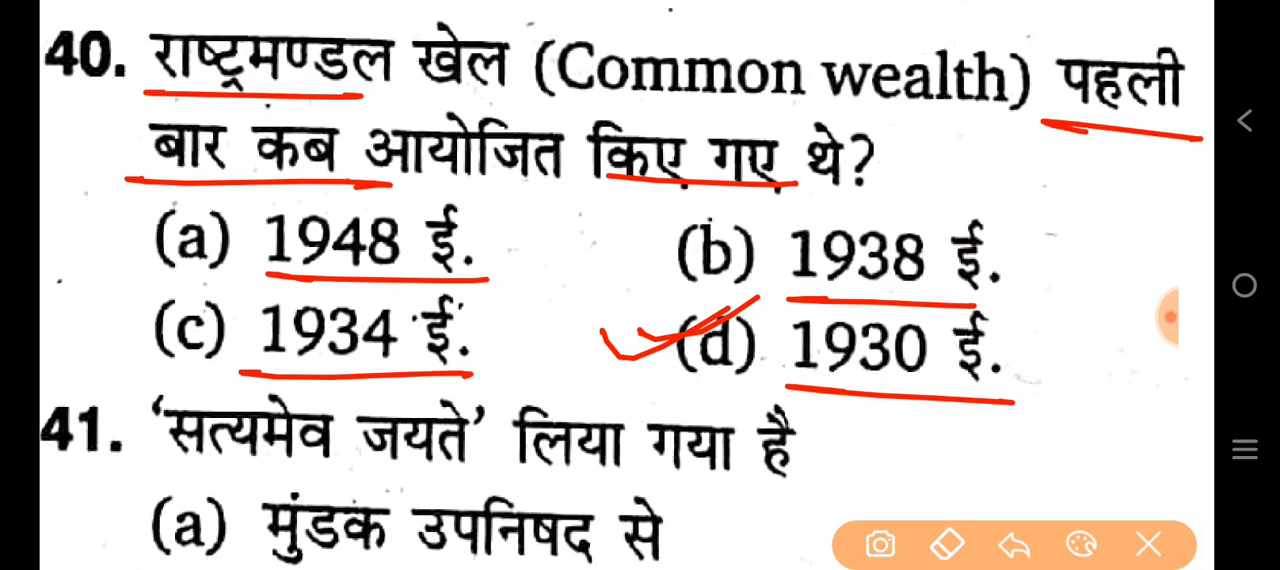 40. राष्ट्रमण्डल खेल (Common wealth) पहली
बार कब आयोजित किए गए थे?
(a) 1948 ई. (b) 1938 ई.
(c) 1934 ई. (d) 1930 ई.
41. ‘सत्यमेव जयते’ लिया गया है
(a) मुंडक उपनिषद से